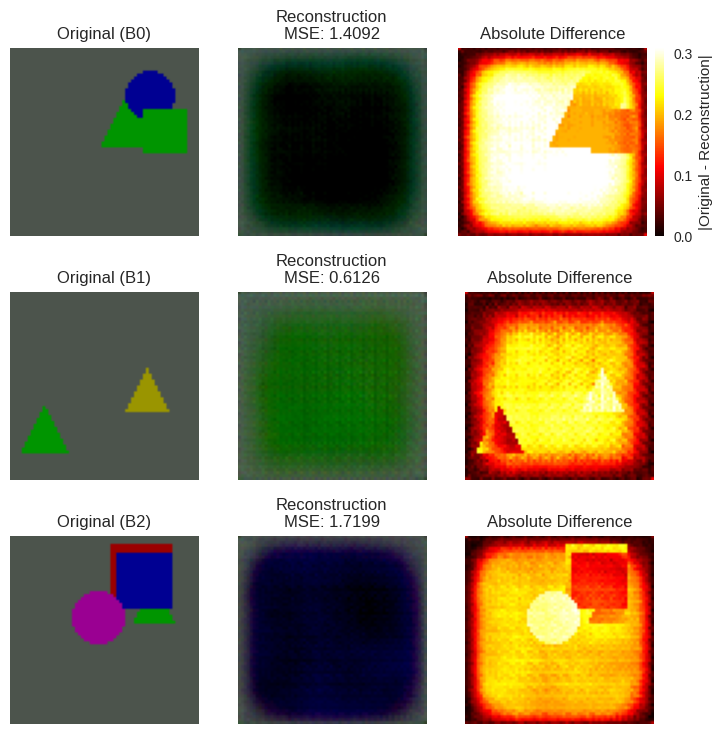 Original (B0)
Reconstruction
MSE: 1.4092
Absolute Difference
0.3
0.2
0.1
0.0
|Original - Reconstruction|
Original (B1)
Reconstruction
MSE: 0.6126
Absolute Difference
Original (B2)
Reconstruction
MSE: 1.7199
Absolute Difference